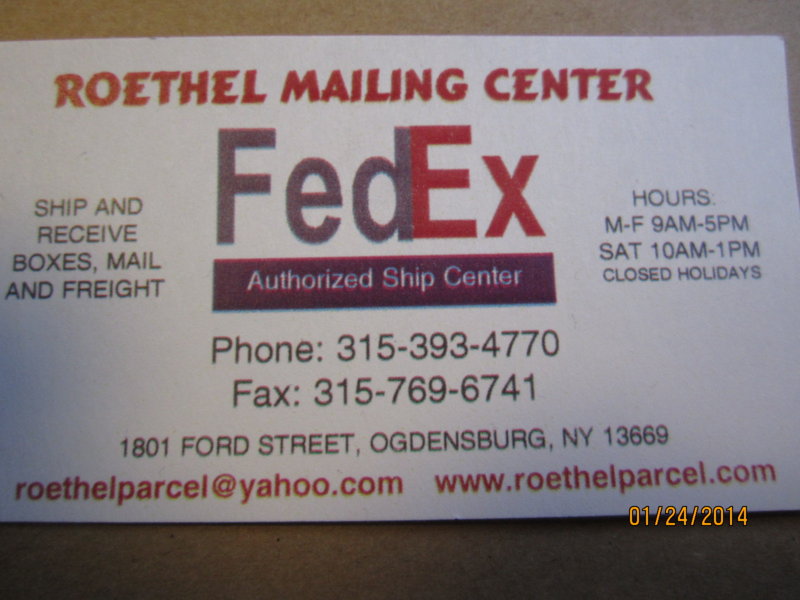 ROETHEL MAILING CENTER
FedEx
Authorized Ship Center
SHIP AND
RECEIVE
BOXES, MAIL
AND FREIGHT
HOURS:
M-F 9AM-5PM
SAT 10AM-1PM
CLOSED HOLIDAYS
Phone: 315-393-4770
Fax: 315-769-6741
1801 FORD STREET, OGDENSBURG, NY 13669
roethelparcel@yahoo.com www.roethelparcel.com
01/24/2014